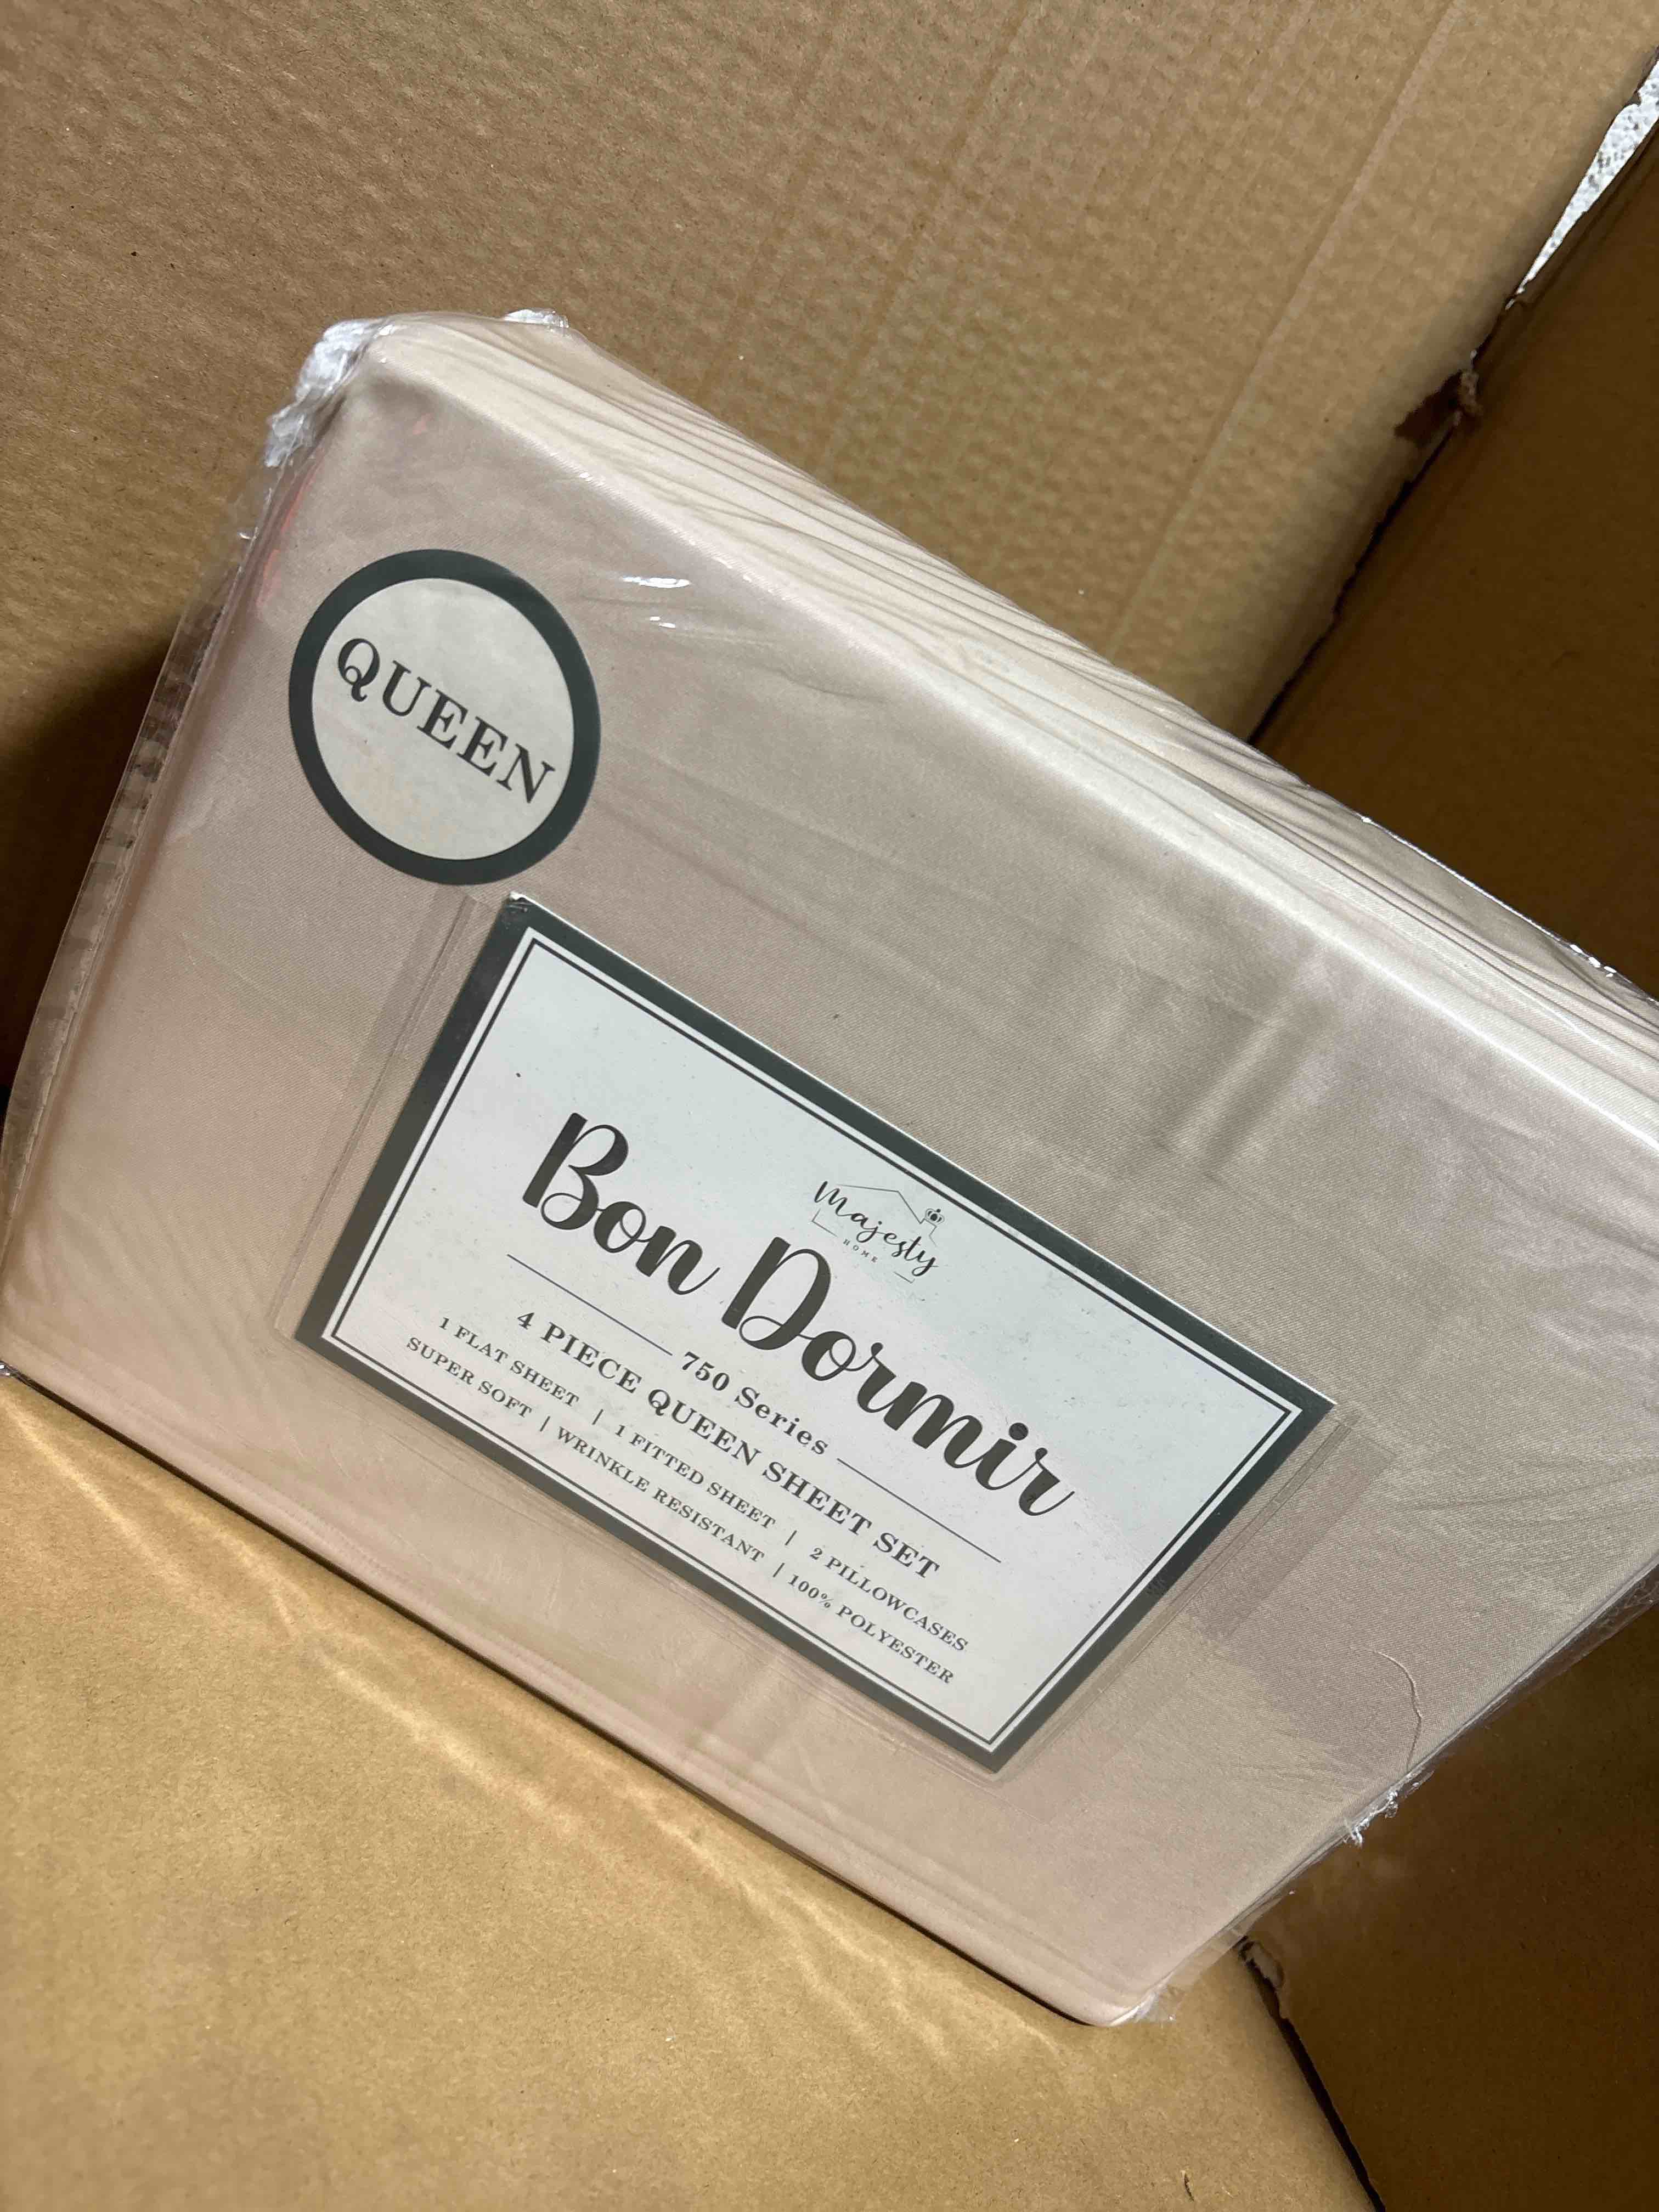 QUEEN
Majesty
HOME
Bon Dormir
750 Series
4 PIECE QUEEN SHEET SET
1 FLAT SHEET | 1 FITTED SHEET | 2 PILLOWCASES
SUPER SOFT | WRINKLE RESISTANT | 100% POLYESTER